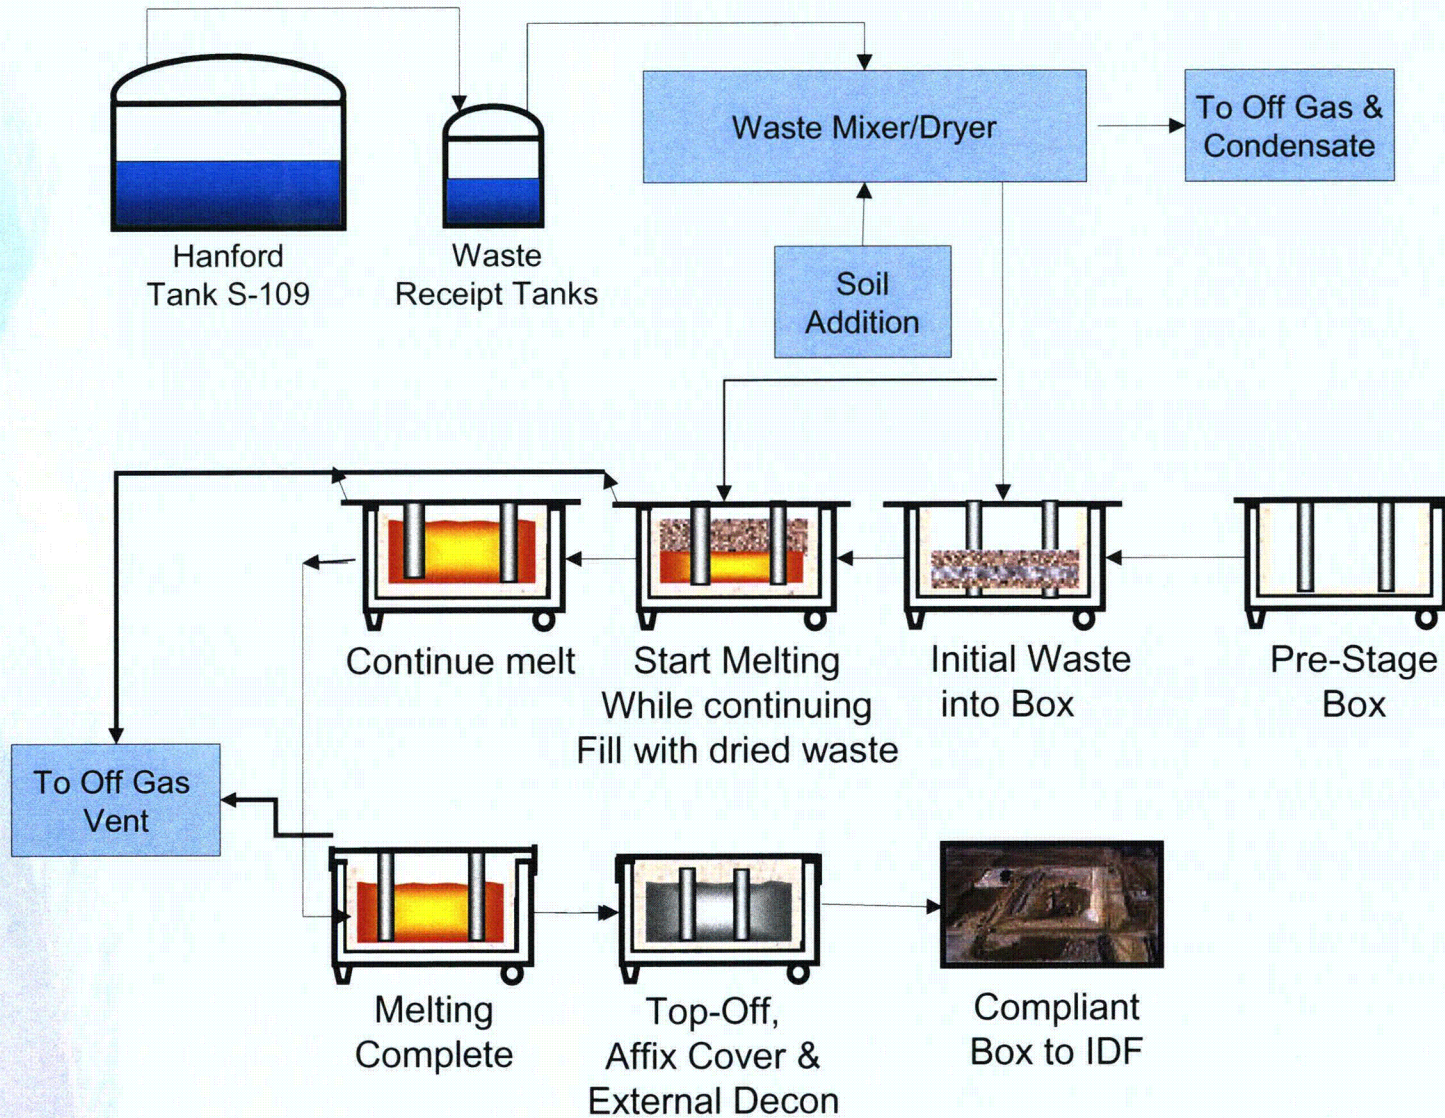 Waste Mixer/Dryer
To Off Gas &
Condensate
Hanford
Tank S-109
Waste
Receipt Tanks
Soil
Addition
Continue melt
Start Melting
While continuing
Fill with dried waste
Initial Waste
into Box
Pre-Stage
Box
To Off Gas
Vent
Melting
Complete
Top-Off,
Affix Cover &
External Decon
Compliant
Box to IDF